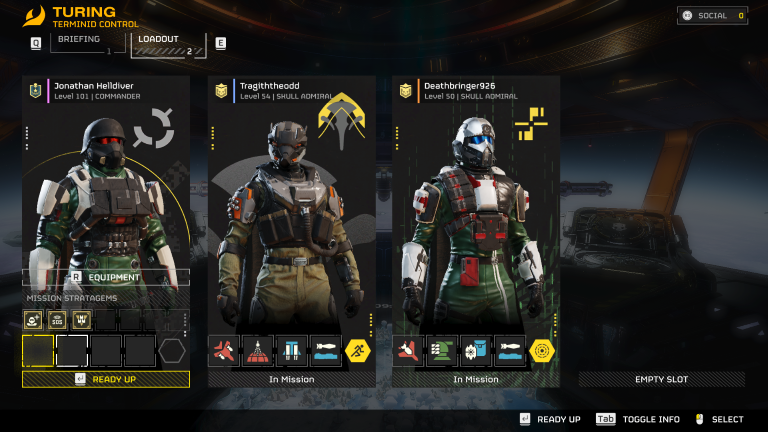 TURING
TERMINID CONTROL
SOCIAL 0
Q
BRIEFING
1
LOADOUT
2
E
Jonathan Helldiver
Level 101 | COMMANDER
R EQUIPMENT
MISSION STRATAGEMS
SOS
READY UP
Tragiththeodd
Level 54 | SKULL ADMIRAL
In Mission
Deathbringer926
Level 50 | SKULL ADMIRAL
In Mission
EMPTY SLOT
READY UP Tab TOGGLE INFO SELECT